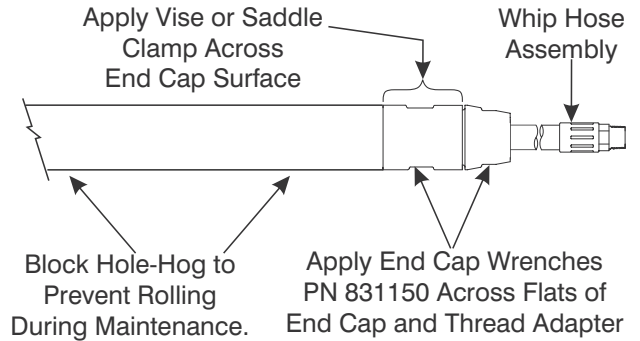 Apply Vise or Saddle
Clamp Across
End Cap Surface
Whip Hose
Assembly
Block Hole-Hog to
Prevent Rolling
During Maintenance.
Apply End Cap Wrenches
PN 831150 Across Flats of
End Cap and Thread Adapter